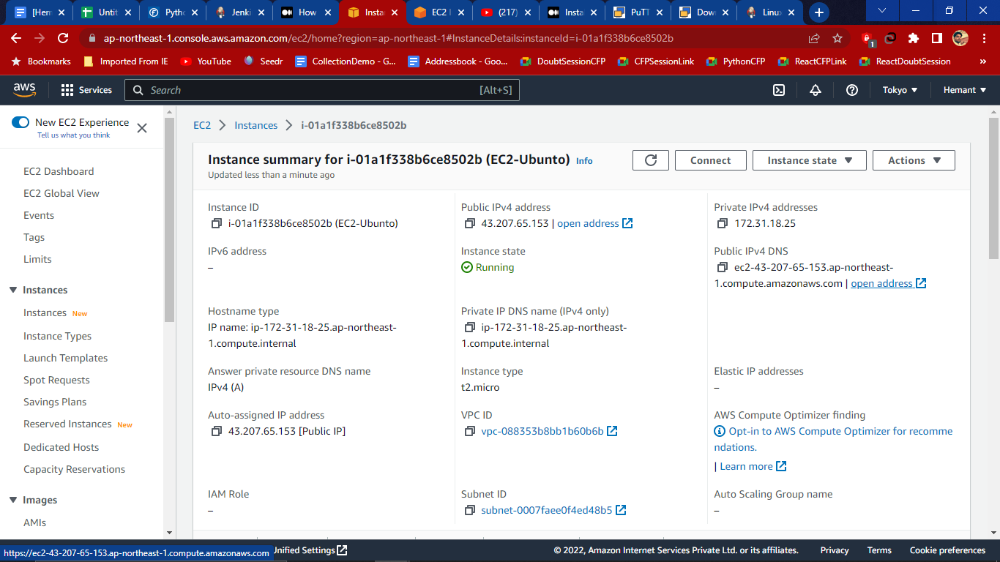 [Hem
Untit
Pytho
Jenki
How
Instar
EC2 I
(217)
Insta
PuTT
Dow
Linux
ap-northeast-1.console.aws.amazon.com/ec2/home?region=ap-northeast-1#InstanceDetails:instanceId=i-01a1f338b6ce8502b
1
Bookmarks
Imported From IE
YouTube
Seedr
CollectionDemo - G...
Addressbook - Goo...
DoubtSessionCFP
CFPSessionLink
PythonCFP
ReactCFPLink
ReactDoubtSession
»
aws
Services
Search
[Alt+S]
Tokyo
Hemant
New EC2 Experience
Tell us what you think
EC2 Dashboard
EC2 Global View
Events
Tags
Limits
Instances
Instances New
Instance Types
Launch Templates
Spot Requests
Savings Plans
Reserved Instances New
Dedicated Hosts
Capacity Reservations
Images
AMIs
EC2 > Instances > i-01a1f338b6ce8502b
Instance summary for i-01a1f338b6ce8502b (EC2-Ubunto) Info
Updated less than a minute ago
Connect
Instance state
Actions
Instance ID
i-01a1f338b6ce8502b (EC2-Ubunto)
Public IPv4 address
43.207.65.153 | open address
Private IPv4 addresses
172.31.18.25
IPv6 address
–
Instance state
Running
Public IPv4 DNS
ec2-43-207-65-153.ap-northeast-
1.compute.amazonaws.com | open address
Hostname type
IP name: ip-172-31-18-25.ap-northeast-
1.compute.internal
Private IP DNS name (IPv4 only)
ip-172-31-18-25.ap-northeast-
1.compute.internal
Answer private resource DNS name
IPv4 (A)
Instance type
t2.micro
Elastic IP addresses
–
Auto-assigned IP address
43.207.65.153 [Public IP]
VPC ID
vpc-088353b8bb1b60b6b
AWS Compute Optimizer finding
Opt-in to AWS Compute Optimizer for recomme
ndations.
| Learn more
IAM Role
–
Subnet ID
subnet-0007faee0f4ed48b5
Auto Scaling Group name
–
https://ec2-43-207-65-153.ap-northeast-1.compute.amazonaws.com
Unified Settings
© 2022, Amazon Internet Services Private Ltd. or its affiliates.
Privacy
Terms
Cookie preferences